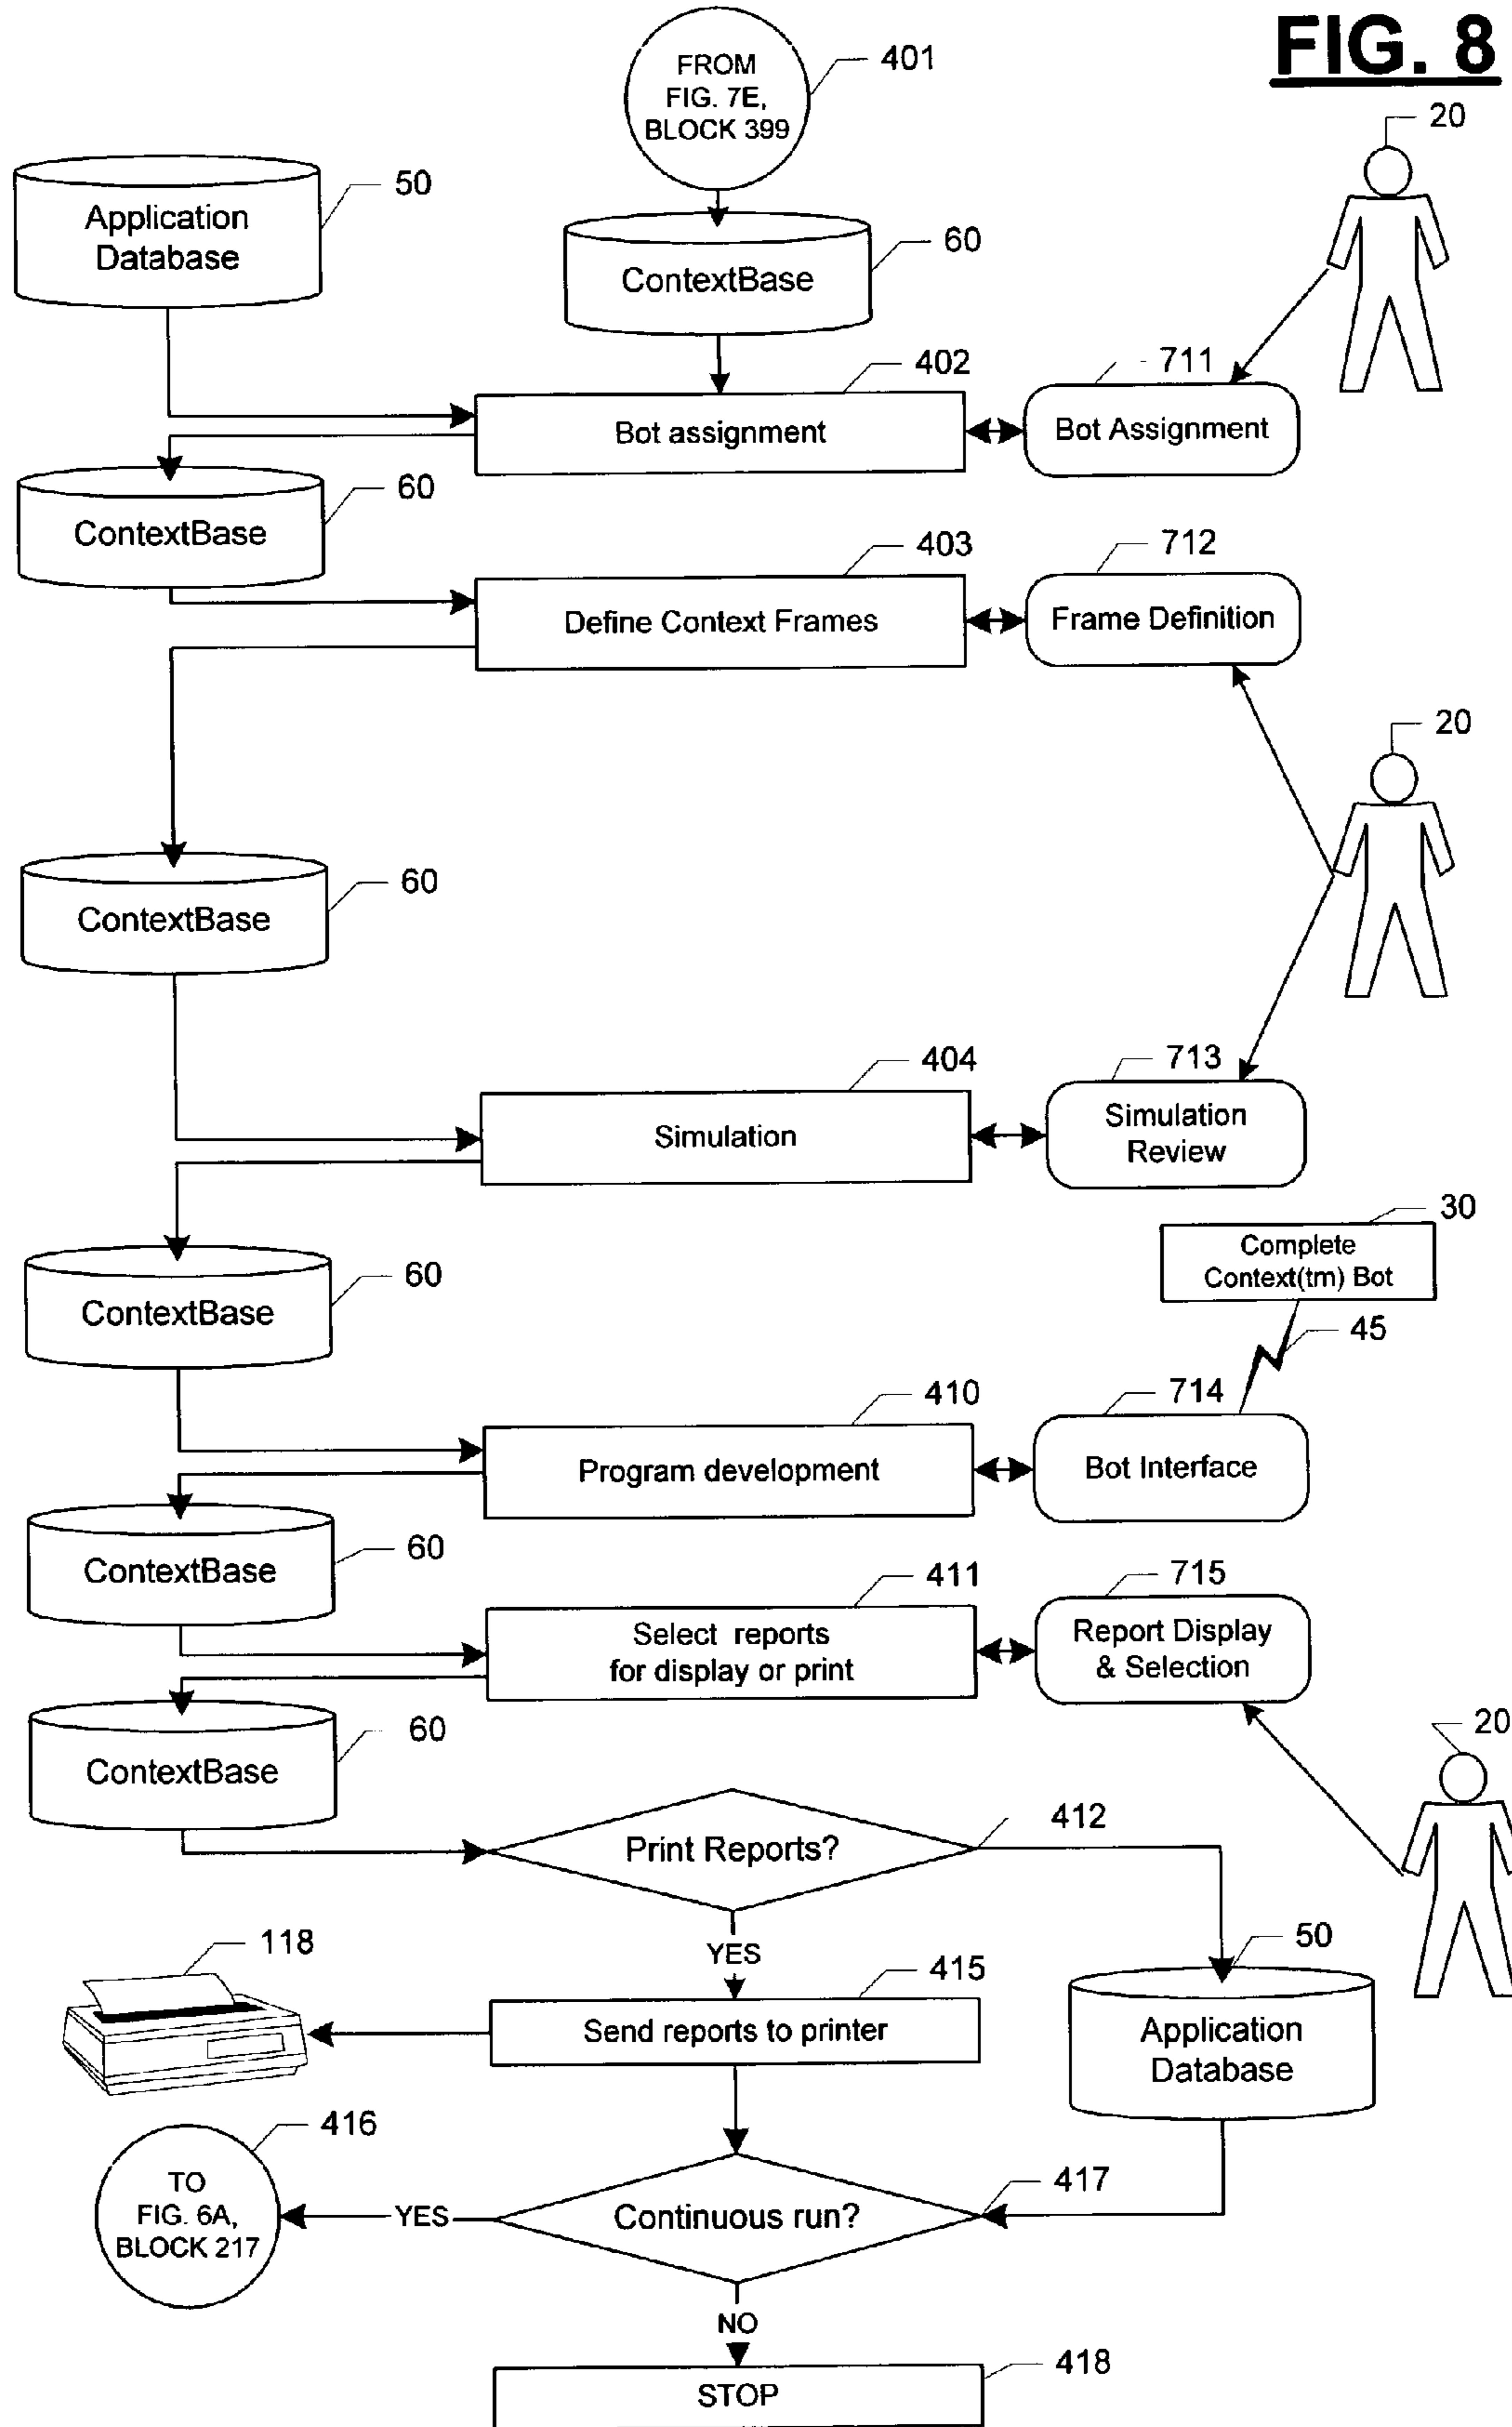 FIG. 8
FROM
FIG. 7E,
BLOCK 399
401
20
50
Application
Database
60
ContextBase
402
711
Bot assignment
Bot Assignment
60
ContextBase
403
712
Define Context Frames
Frame Definition
20
60
ContextBase
404
713
Simulation
Simulation
Review
30
Complete
Context(tm) Bot
60
ContextBase
45
410
714
Program development
Bot Interface
60
ContextBase
411
715
Select reports
for display or print
Report Display
& Selection
60
ContextBase
20
412
Print Reports?
YES
118
415
50
Send reports to printer
Application
Database
416
TO
FIG. 6A,
BLOCK 217
YES
417
Continuous run?
NO
418
STOP